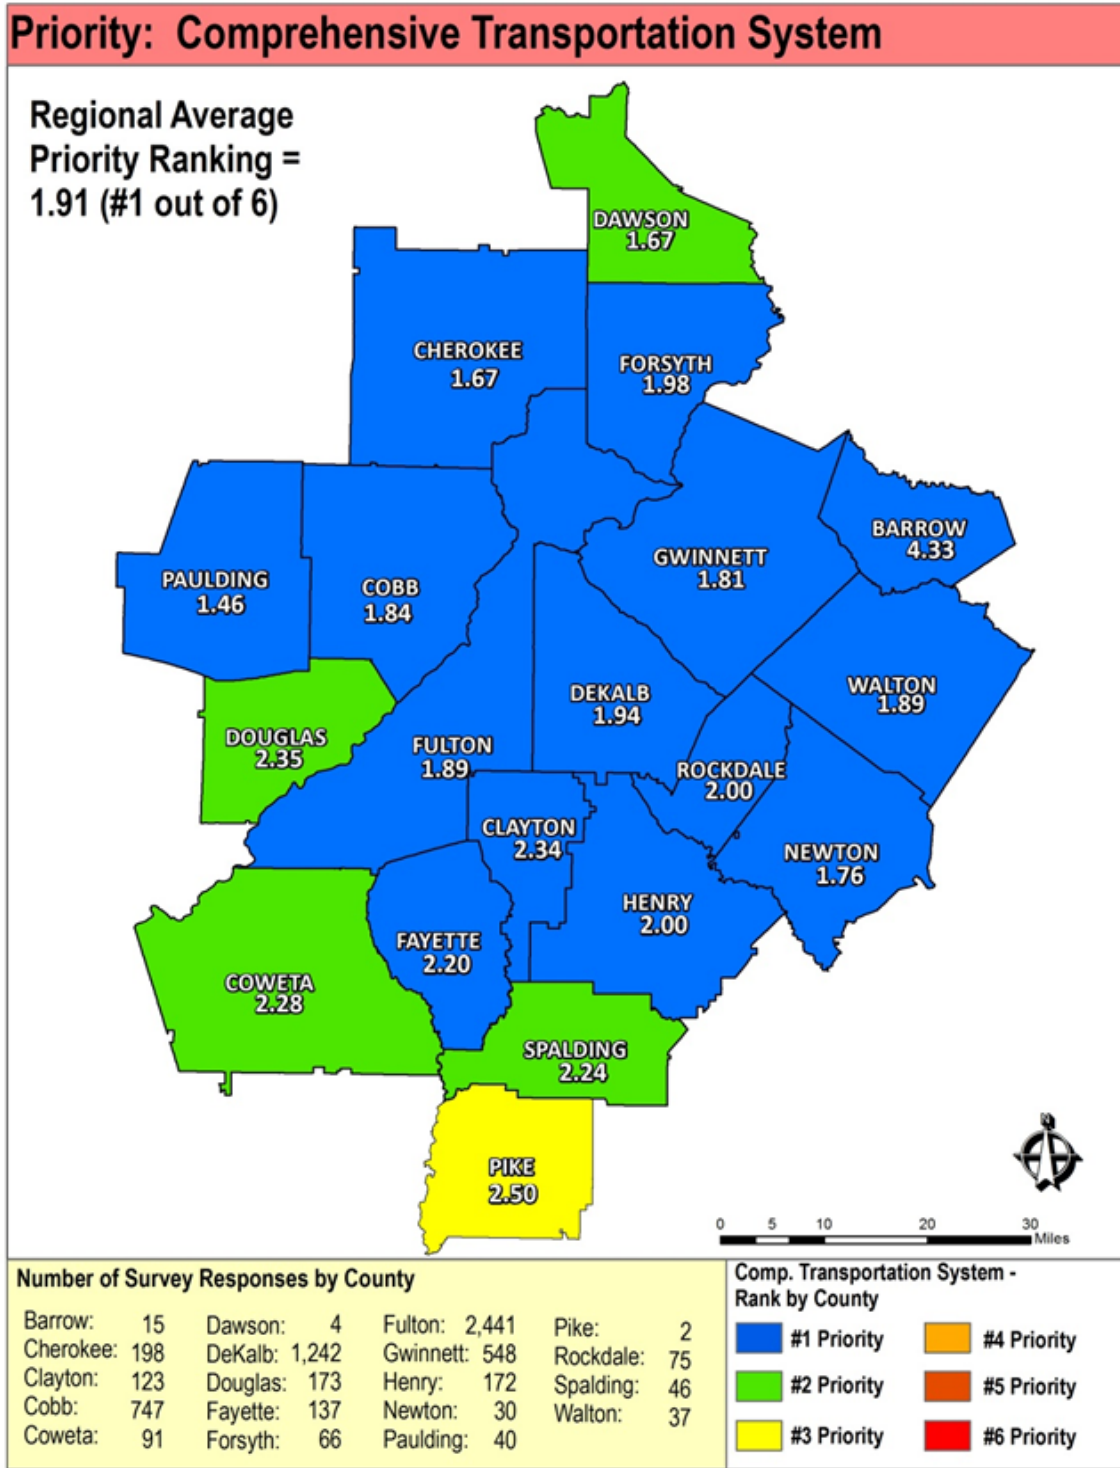 Priority: Comprehensive Transportation System
Regional Average
Priority Ranking =
1.91 (#1 out of 6)
DAWSON
1.67
CHEROKEE
1.67
FORSYTH
1.98
BARROW
4.33
GWINNETT
1.81
PAULDING
1.46
COBB
1.84
DEKALB
1.94
WALTON
1.89
DOUGLAS
2.35
FULTON
1.89
ROCKDALE
2.00
CLAYTON
2.34
NEWTON
1.76
HENRY
2.00
FAYETTE
2.20
COWETA
2.28
SPALDING
2.24
PIKE
2.50
N
0 5 10 20 30
Miles
Number of Survey Responses by County
Barrow: 15
Cherokee: 198
Clayton: 123
Cobb: 747
Coweta: 91
Dawson: 4
DeKalb: 1,242
Douglas: 173
Fayette: 137
Forsyth: 66
Fulton: 2,441
Gwinnett: 548
Henry: 172
Newton: 30
Paulding: 40
Pike: 2
Rockdale: 75
Spalding: 46
Walton: 37
Comp. Transportation System -
Rank by County
#1 Priority
#2 Priority
#3 Priority
#4 Priority
#5 Priority
#6 Priority